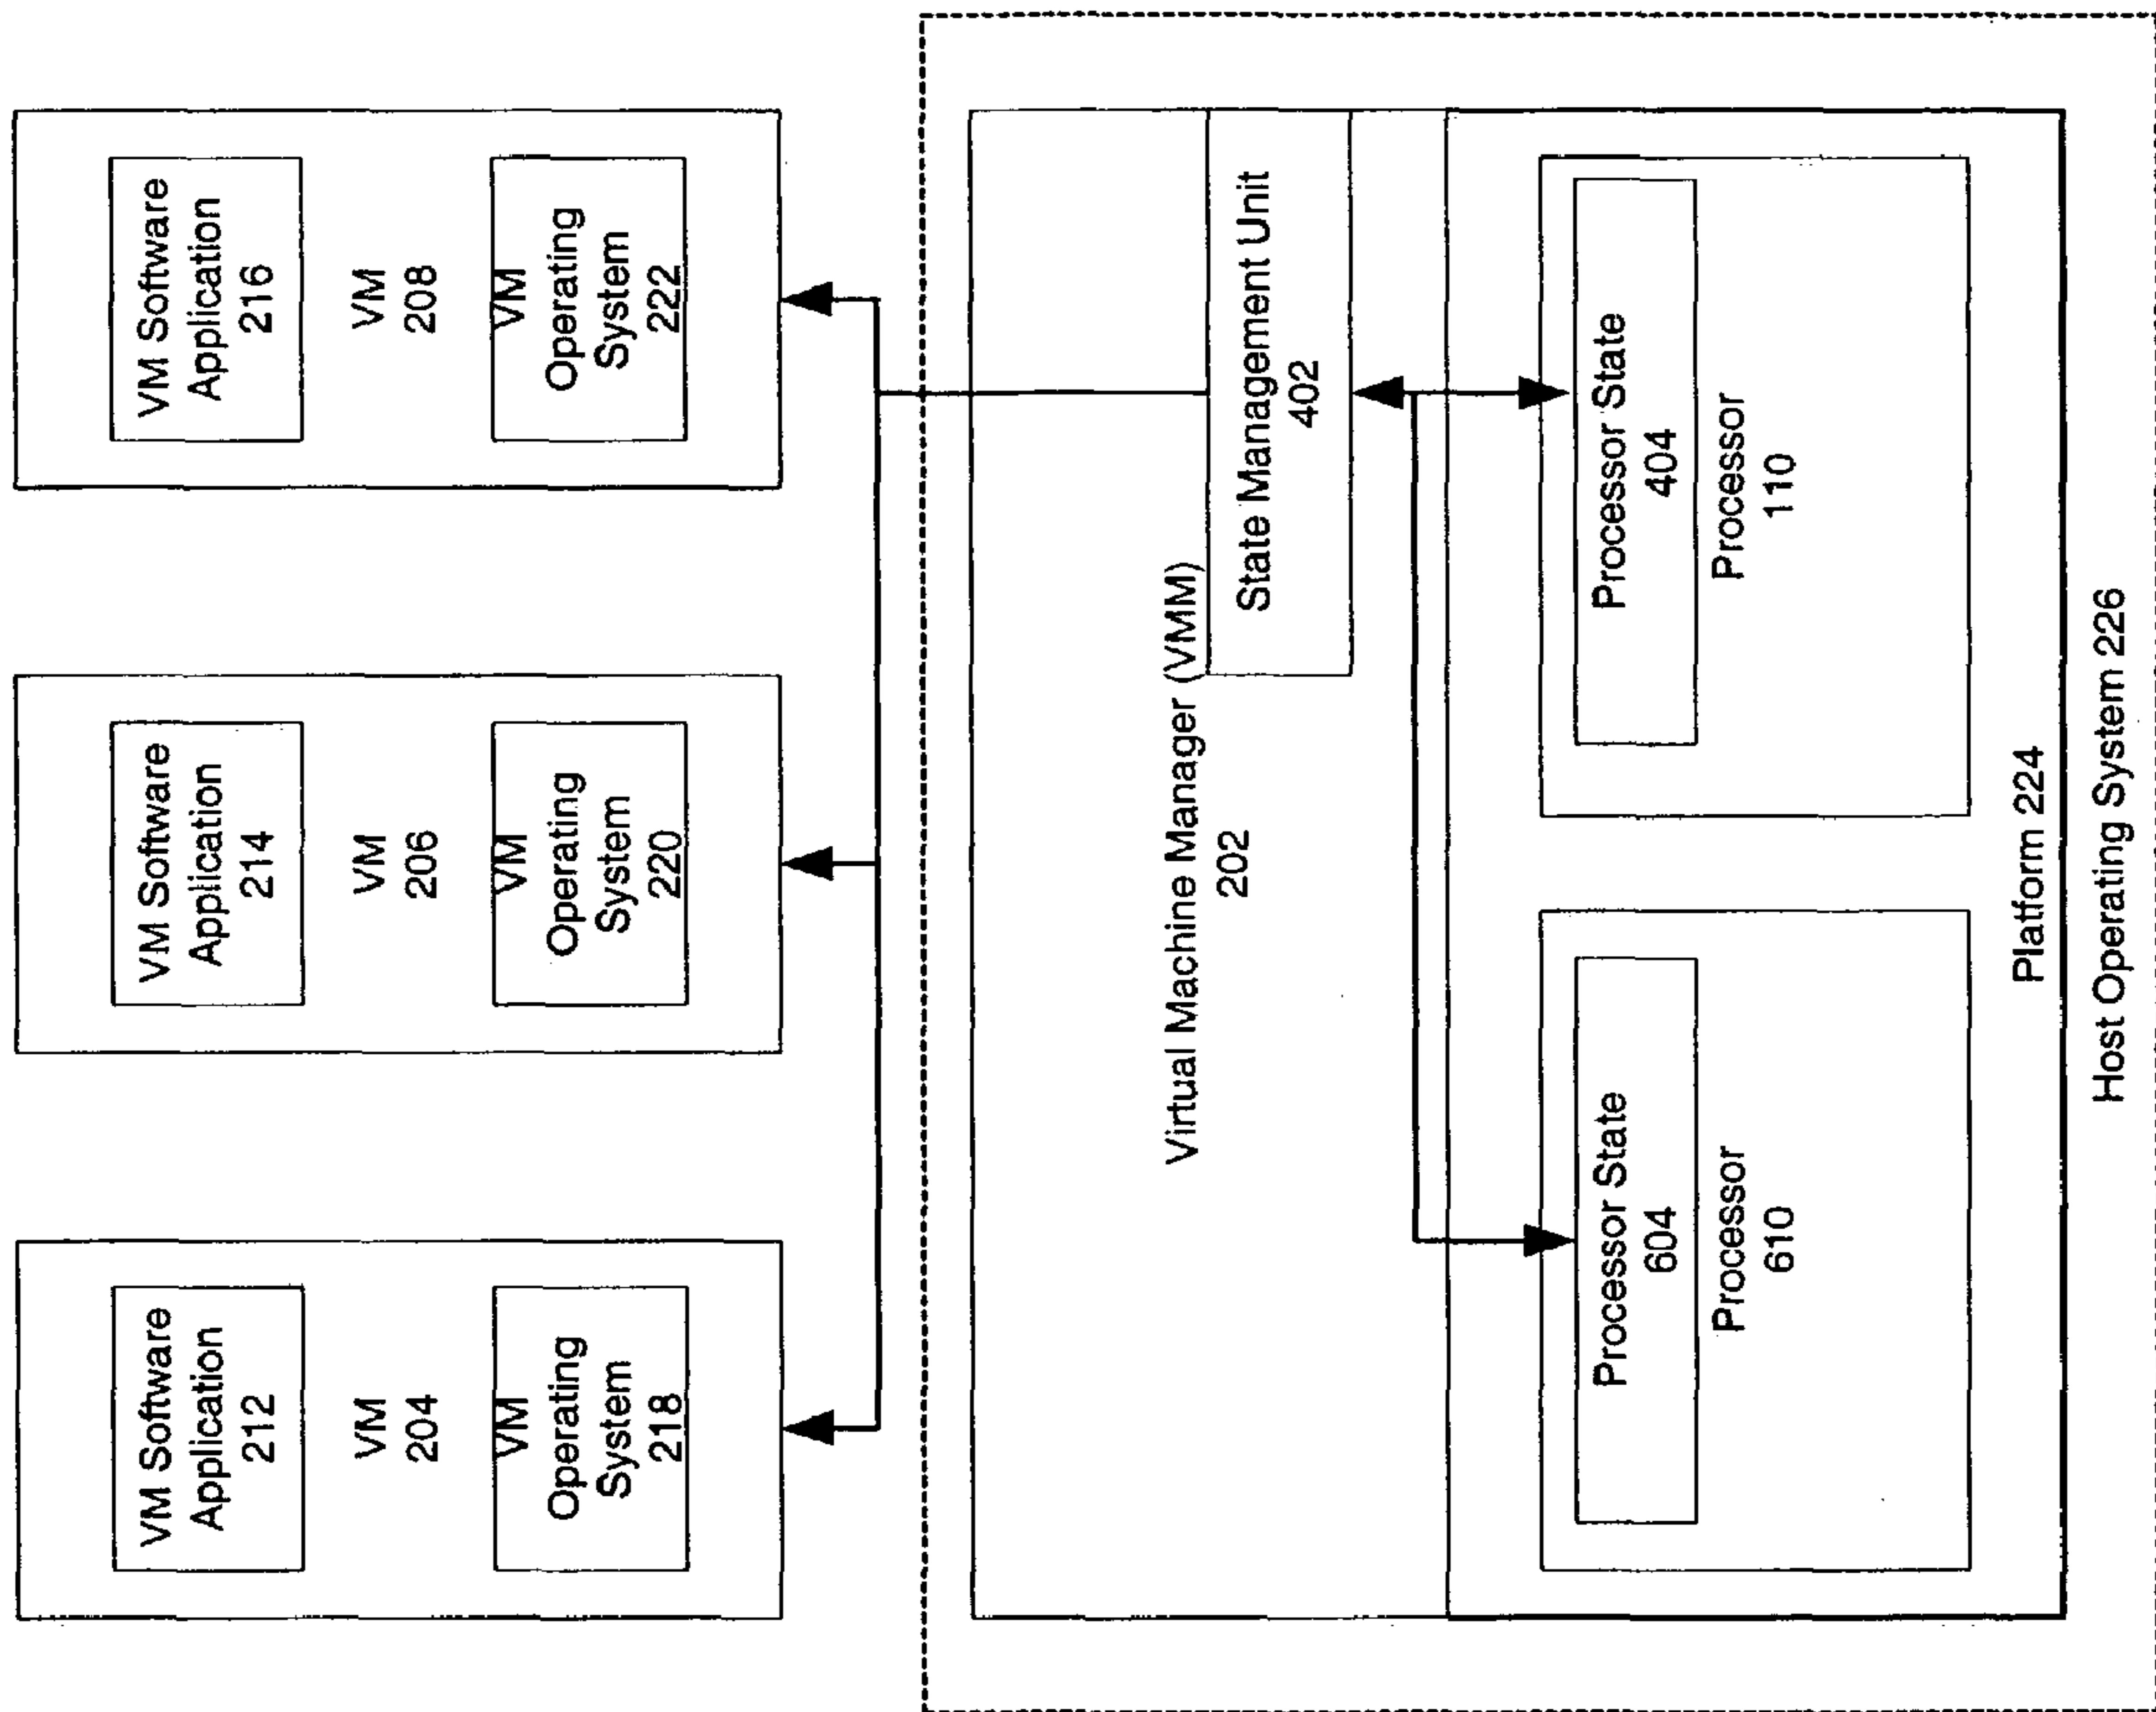 VM Software
Application
212
VM
204
VM
Operating
System
218
VM Software
Application
214
VM
206
VM
Operating
System
220
VM Software
Application
216
VM
208
VM
Operating
System
222
Virtual Machine Manager (VMM)
202
State Management Unit
402
Processor State
604
Processor
610
Processor State
404
Processor
110
Platform 224
Host Operating System 226